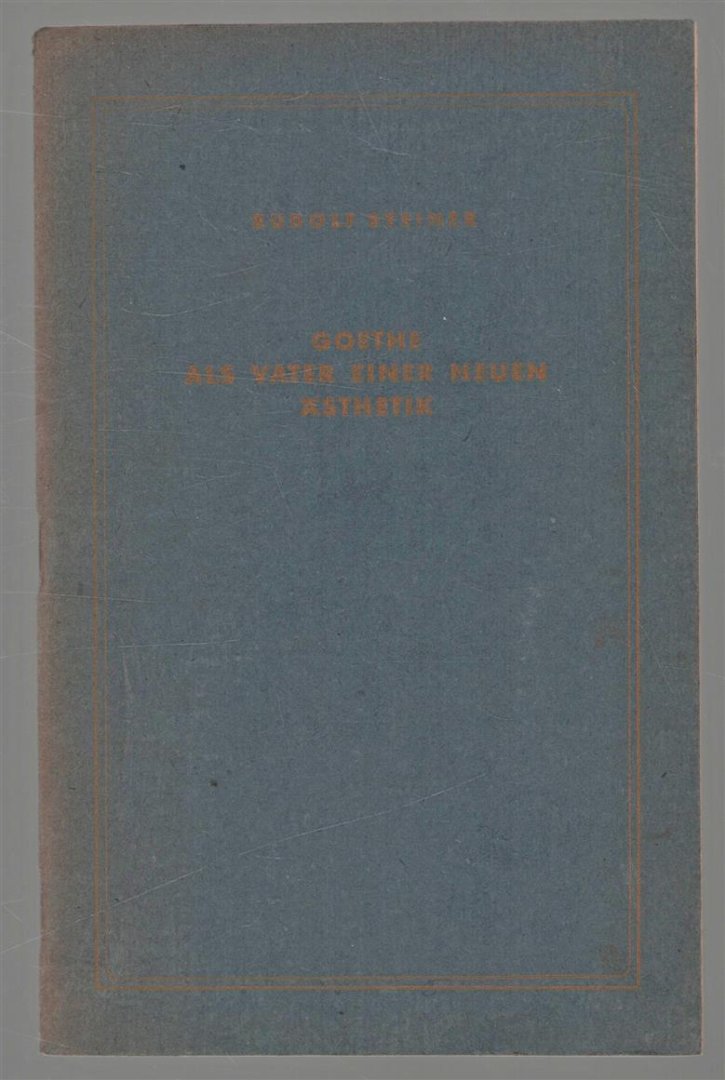 RUDOLF STEINER
GOETHE
ALS VATER EINER NEUEN
ÄSTHETIK